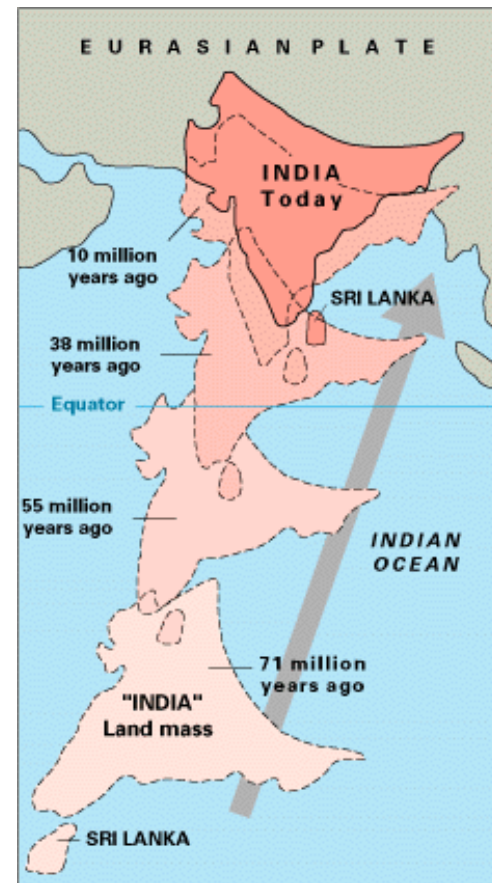 EURASIAN PLATE
INDIA
Today
10 million
years ago
SRI LANKA
38 million
years ago
Equator
55 million
years ago
INDIAN
OCEAN
71 million
years ago
"INDIA"
Land mass
SRI LANKA